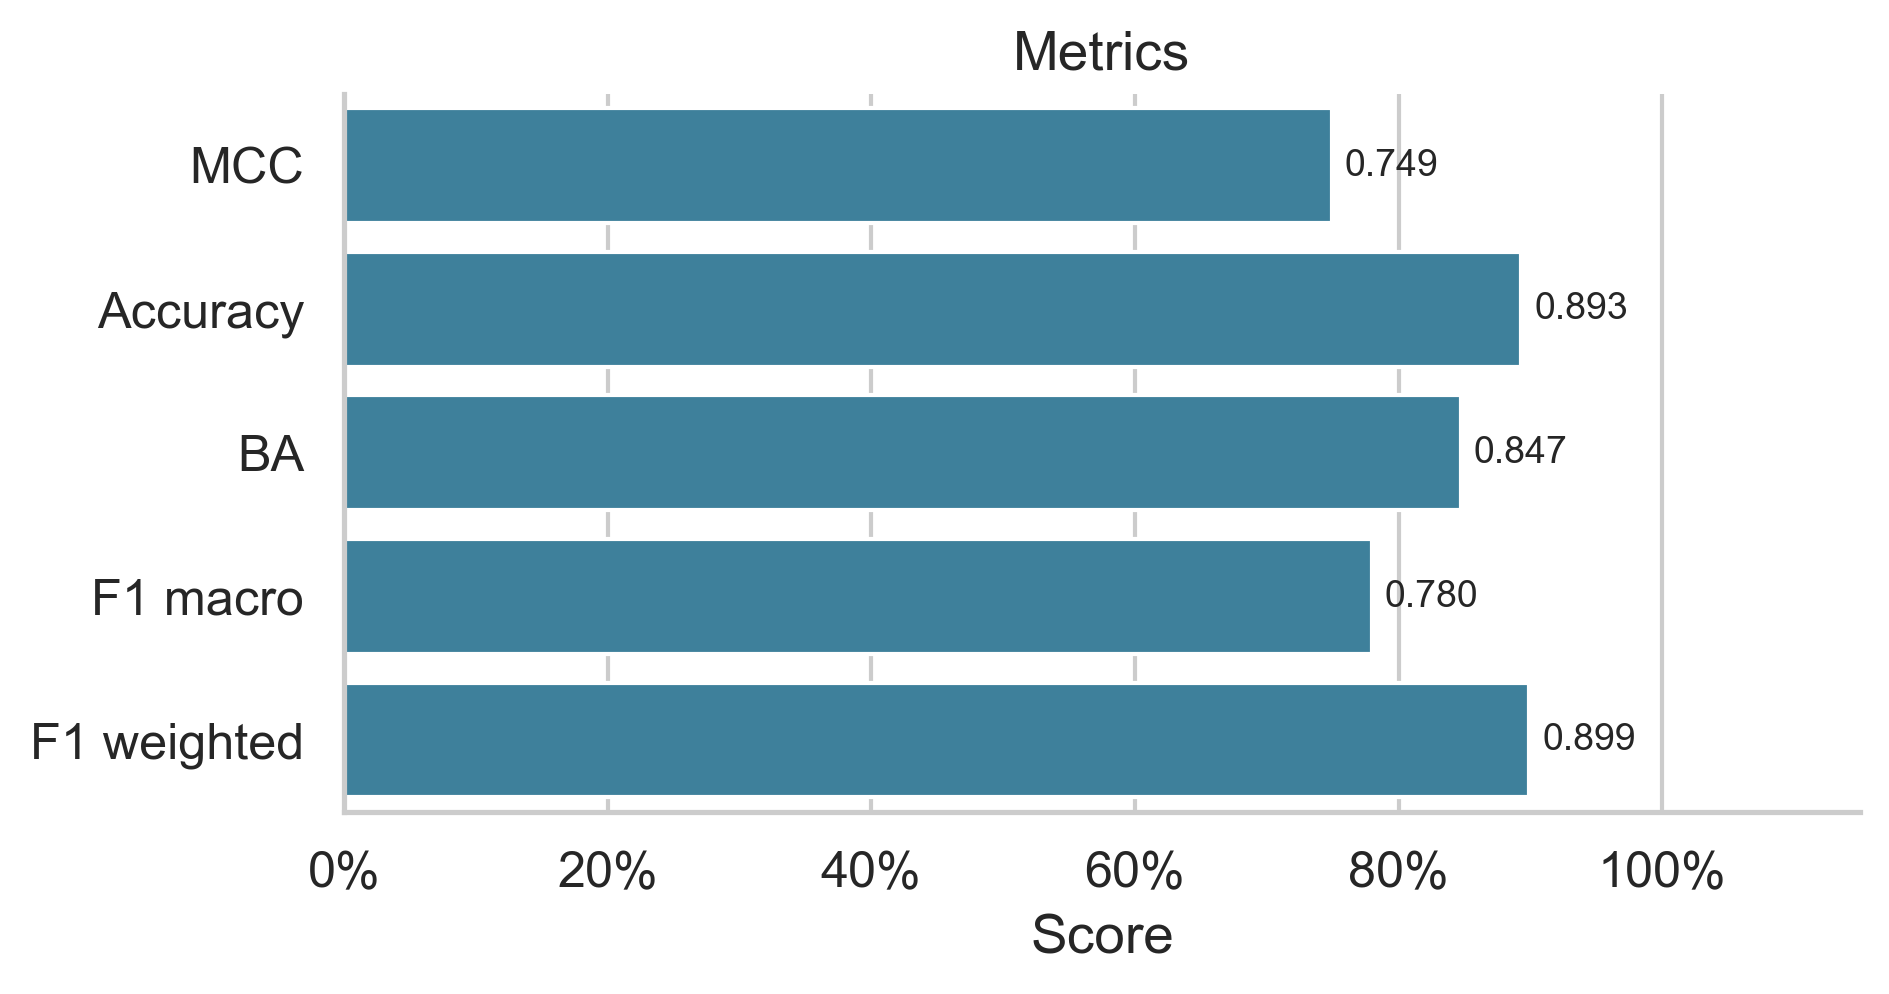 Metrics
MCC 0.749
Accuracy 0.893
BA 0.847
F1 macro 0.780
F1 weighted 0.899
0% 20% 40% 60% 80% 100%
Score